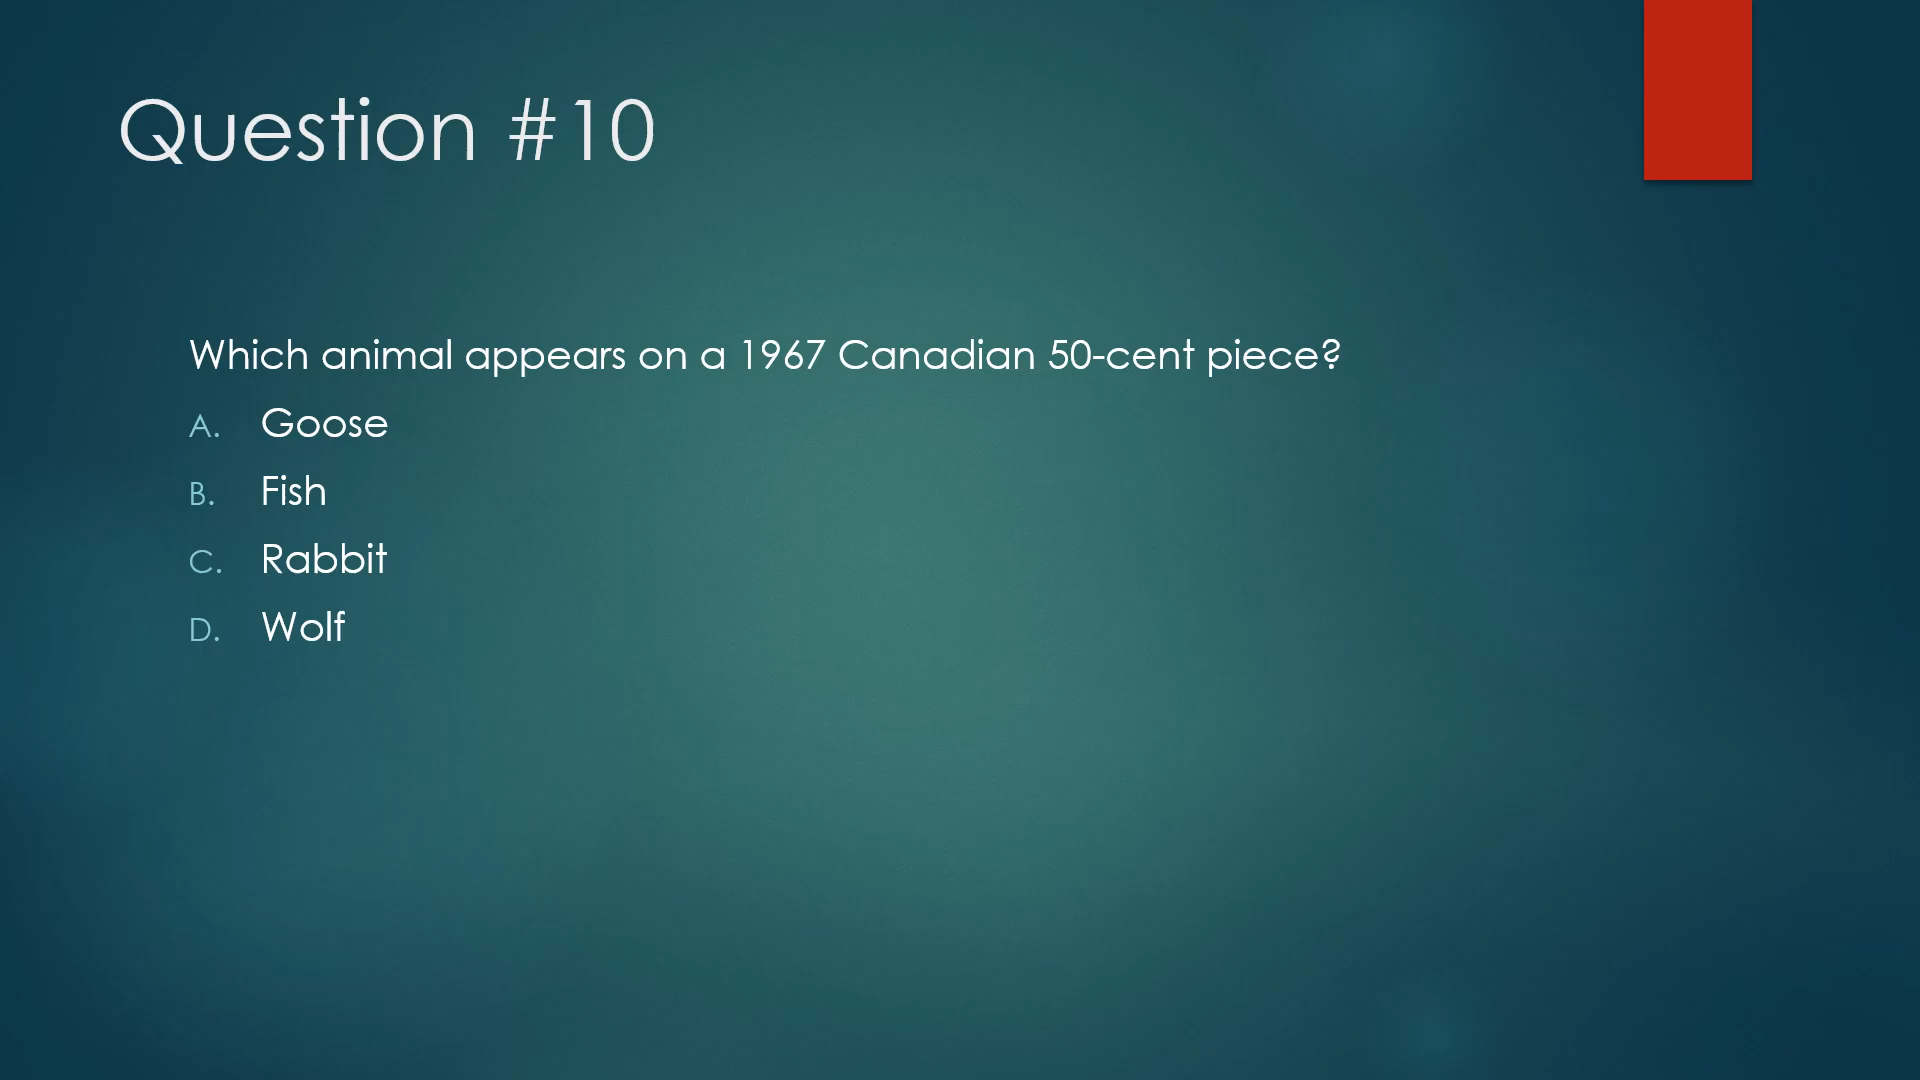 Question #10
Which animal appears on a 1967 Canadian 50-cent piece?
A. Goose
B. Fish
C. Rabbit
D. Wolf